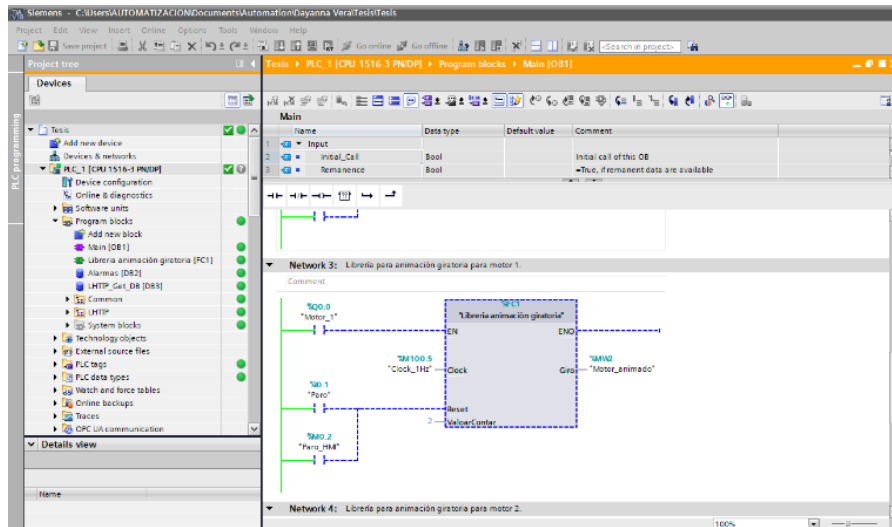 Siemens - C:\Users\AUTOMATIZACION\Documents\Automation\Dayanna Vera\Tesis\Tesis
Project Edit View Insert Online Options Tools Window Help
Save project Go online Go offline <Search in project>
Project tree
Tesis PLC_1 [CPU 1516-3 PN/DP] Program blocks Main [OB1]
Devices
PLC programming
Tesis
Add new device
Devices & networks
PLC_1 [CPU 1516-3 PN/DP]
Device configuration
Online & diagnostics
Software units
Program blocks
Add new block
Main [OB1]
Libreria animación giratoria [FC1]
Alarmas [DB2]
LHTTP_Get_DB [DB3]
Common
LHTTP
System blocks
Technology objects
External source files
PLC tags
PLC data types
Watch and force tables
Online backups
Traces
OPC UA communication
Details view
Name
Main
Name Data type Default value Comment
1 Input
2 Initial_Call Bool Initial call of this OB
3 Remanence Bool =True, if remanent data are available
Network 3: Librería para animación giratoria para motor 1.
Comment
%Q0.0
"Motor_1"
%FC1
"Libreria animación giratoria"
EN ENO
%M100.5
"Clock_1Hz" Clock
%MW2
Giro "Motor_animado"
%I0.1
"Paro"
Reset
2 ValoarContar
%M0.2
"Paro_HMI"
Network 4: Librería para animación giratoria para motor 2.
100%